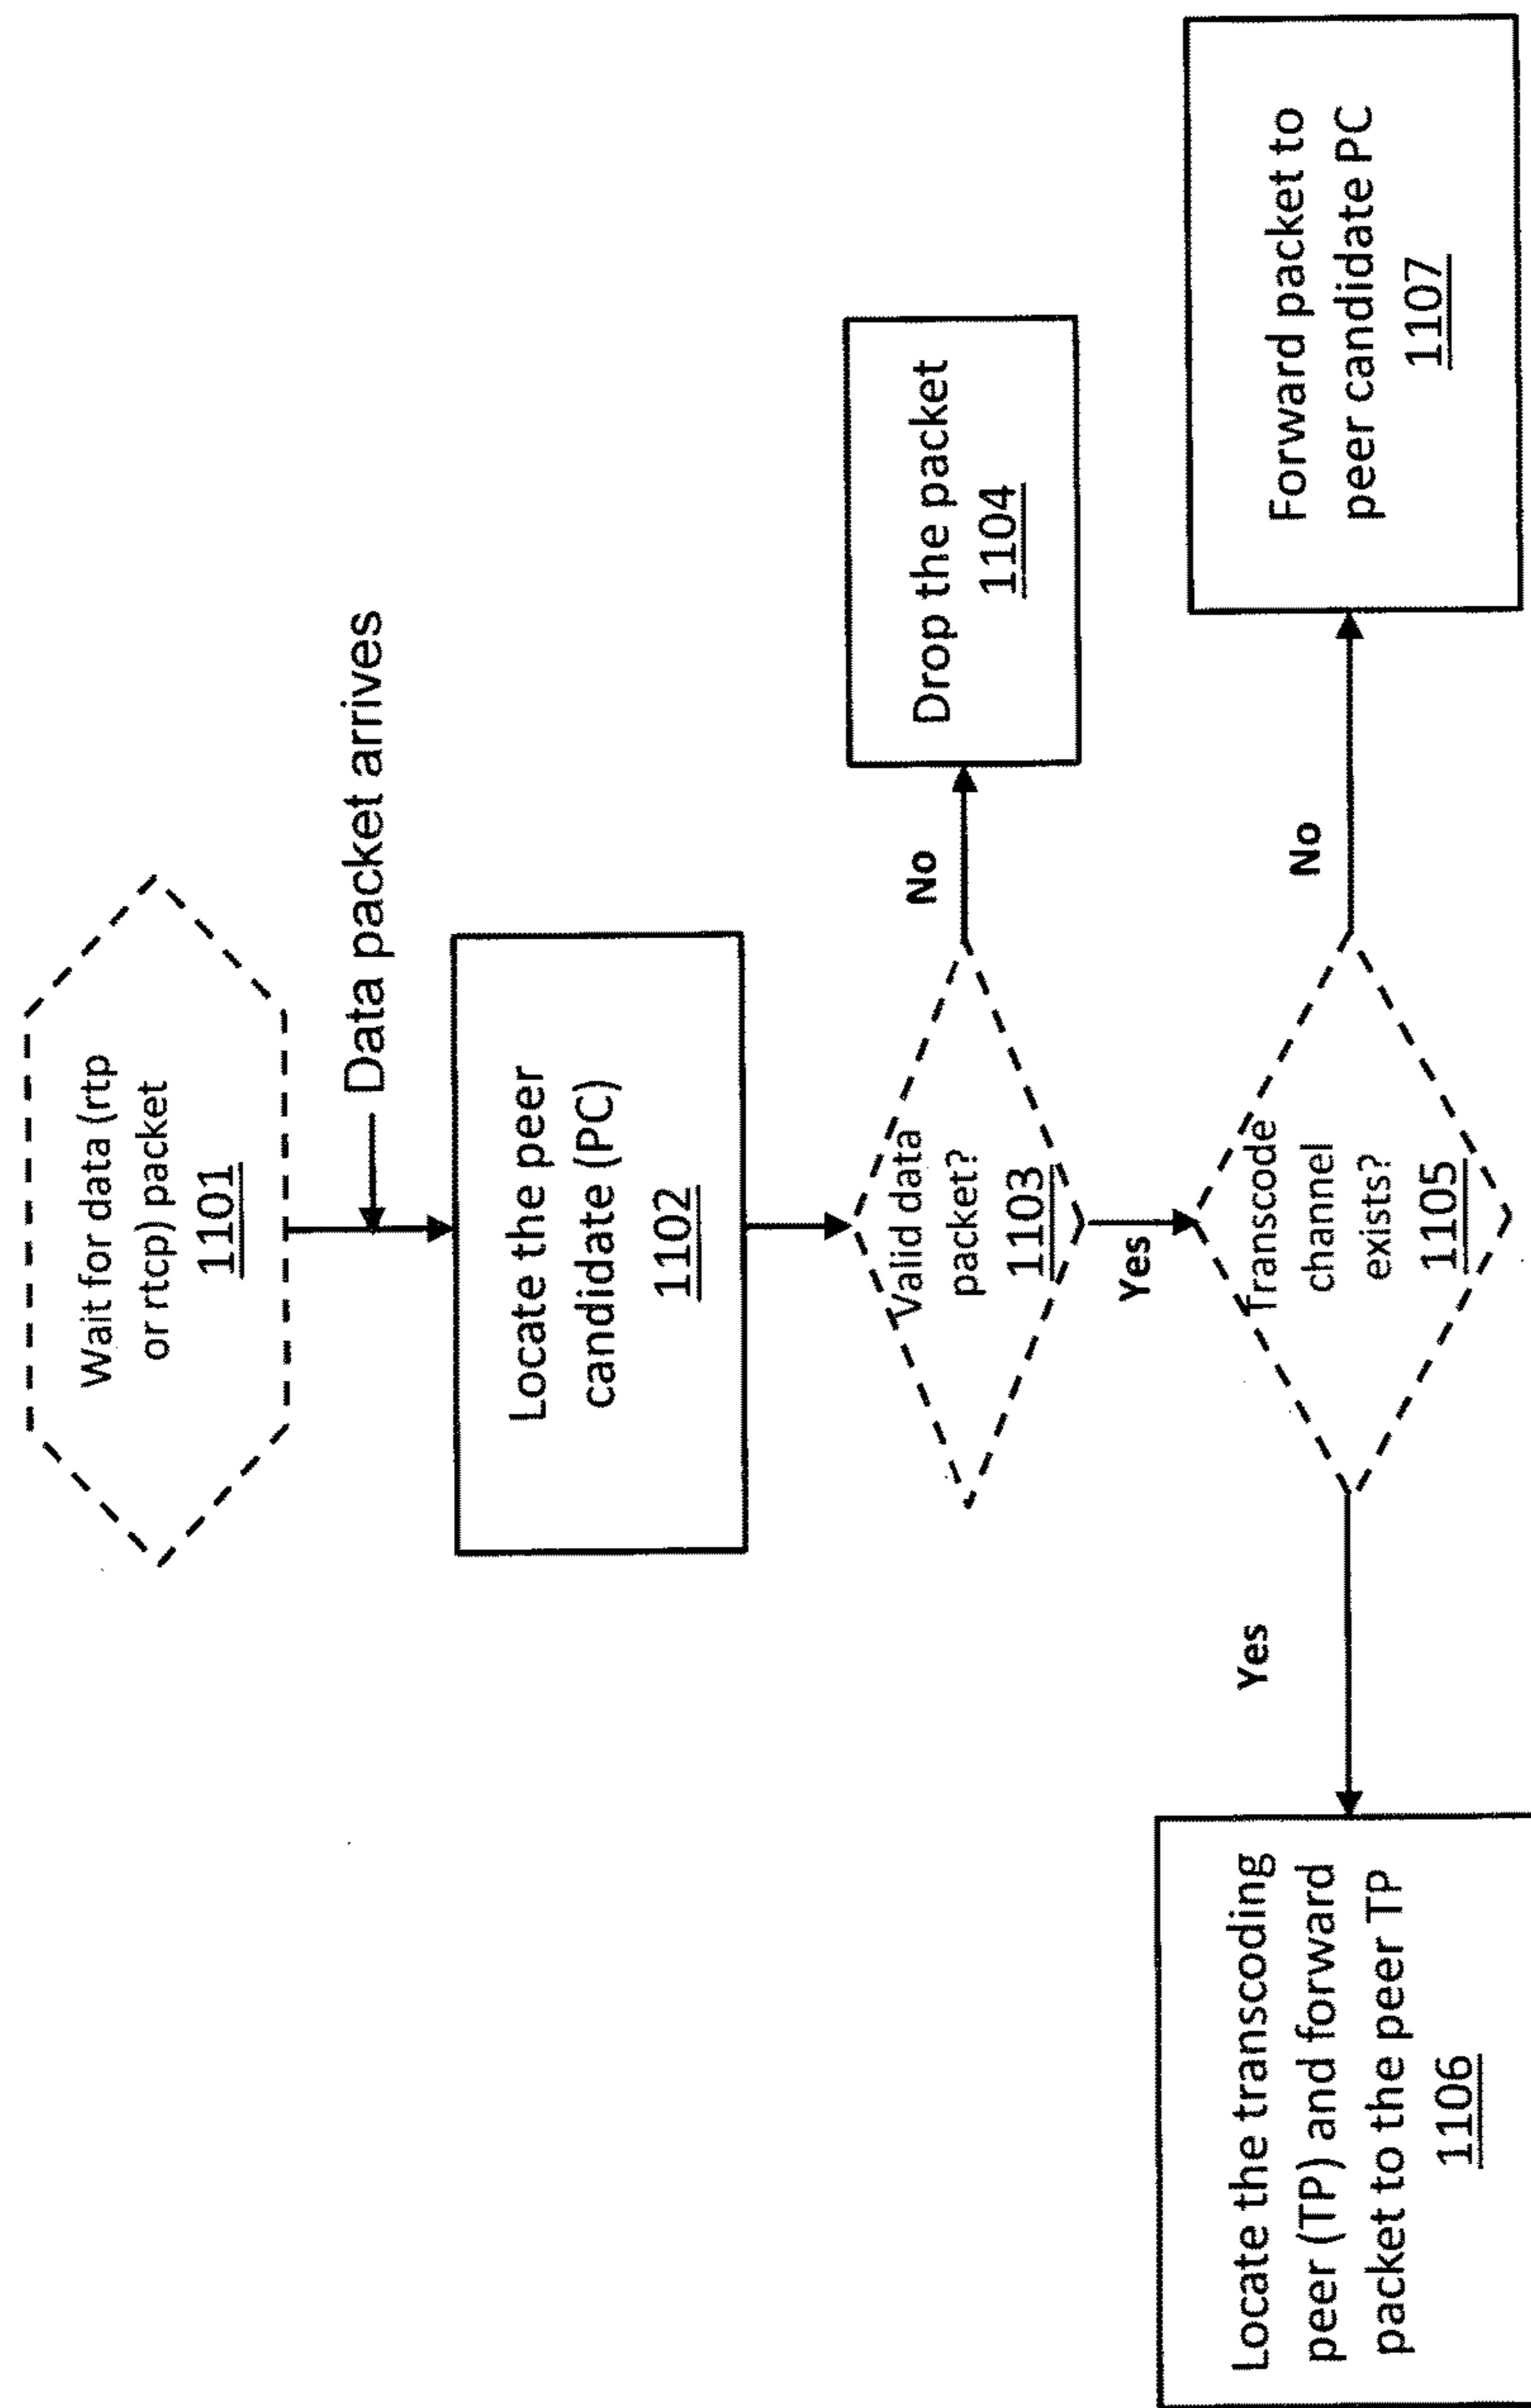 Wait for data (rtp
or rtcp) packet
1101
Data packet arrives
Locate the peer
candidate (PC)
1102
Valid data
packet?
1103
No
Drop the packet
1104
Yes
Transcode
channel
exists?
1105
Yes
No
Locate the transcoding
peer (TP) and forward
packet to the peer TP
1106
Forward packet to
peer candidate PC
1107